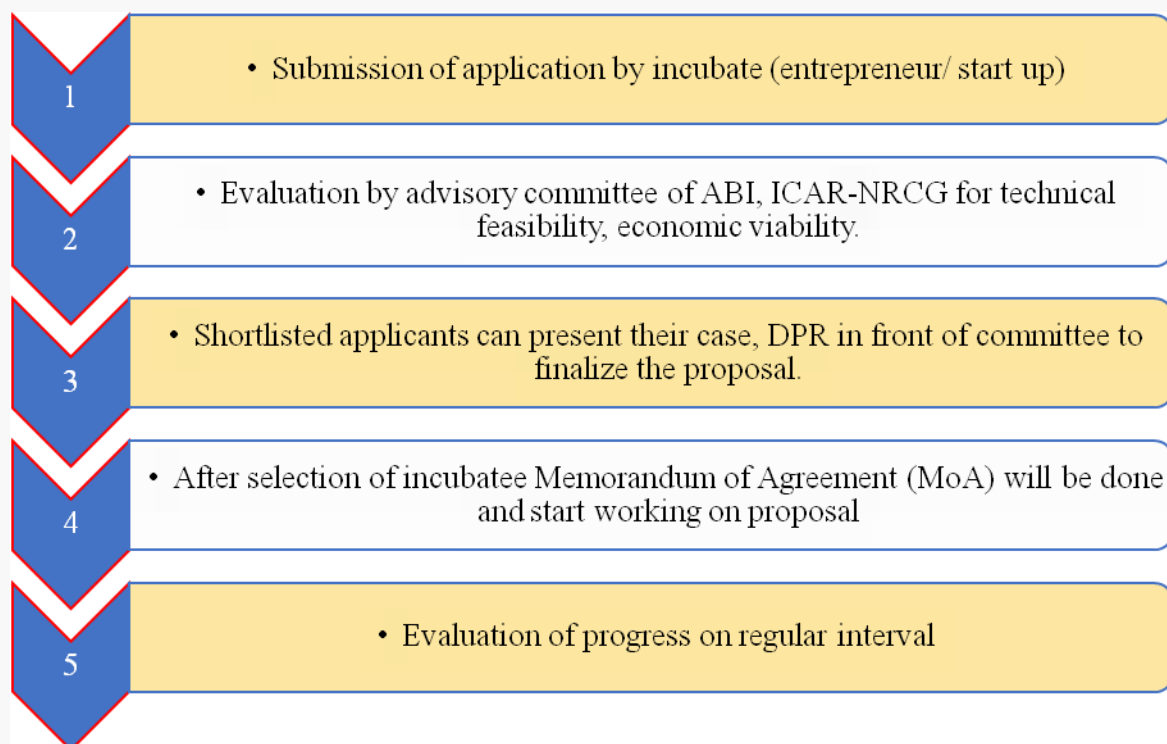 1
• Submission of application by incubate (entrepreneur/ start up)
2
• Evaluation by advisory committee of ABI, ICAR-NRCG for technical
feasibility, economic viability.
3
• Shortlisted applicants can present their case, DPR in front of committee to
finalize the proposal.
4
• After selection of incubatee Memorandum of Agreement (MoA) will be done
and start working on proposal
5
• Evaluation of progress on regular interval